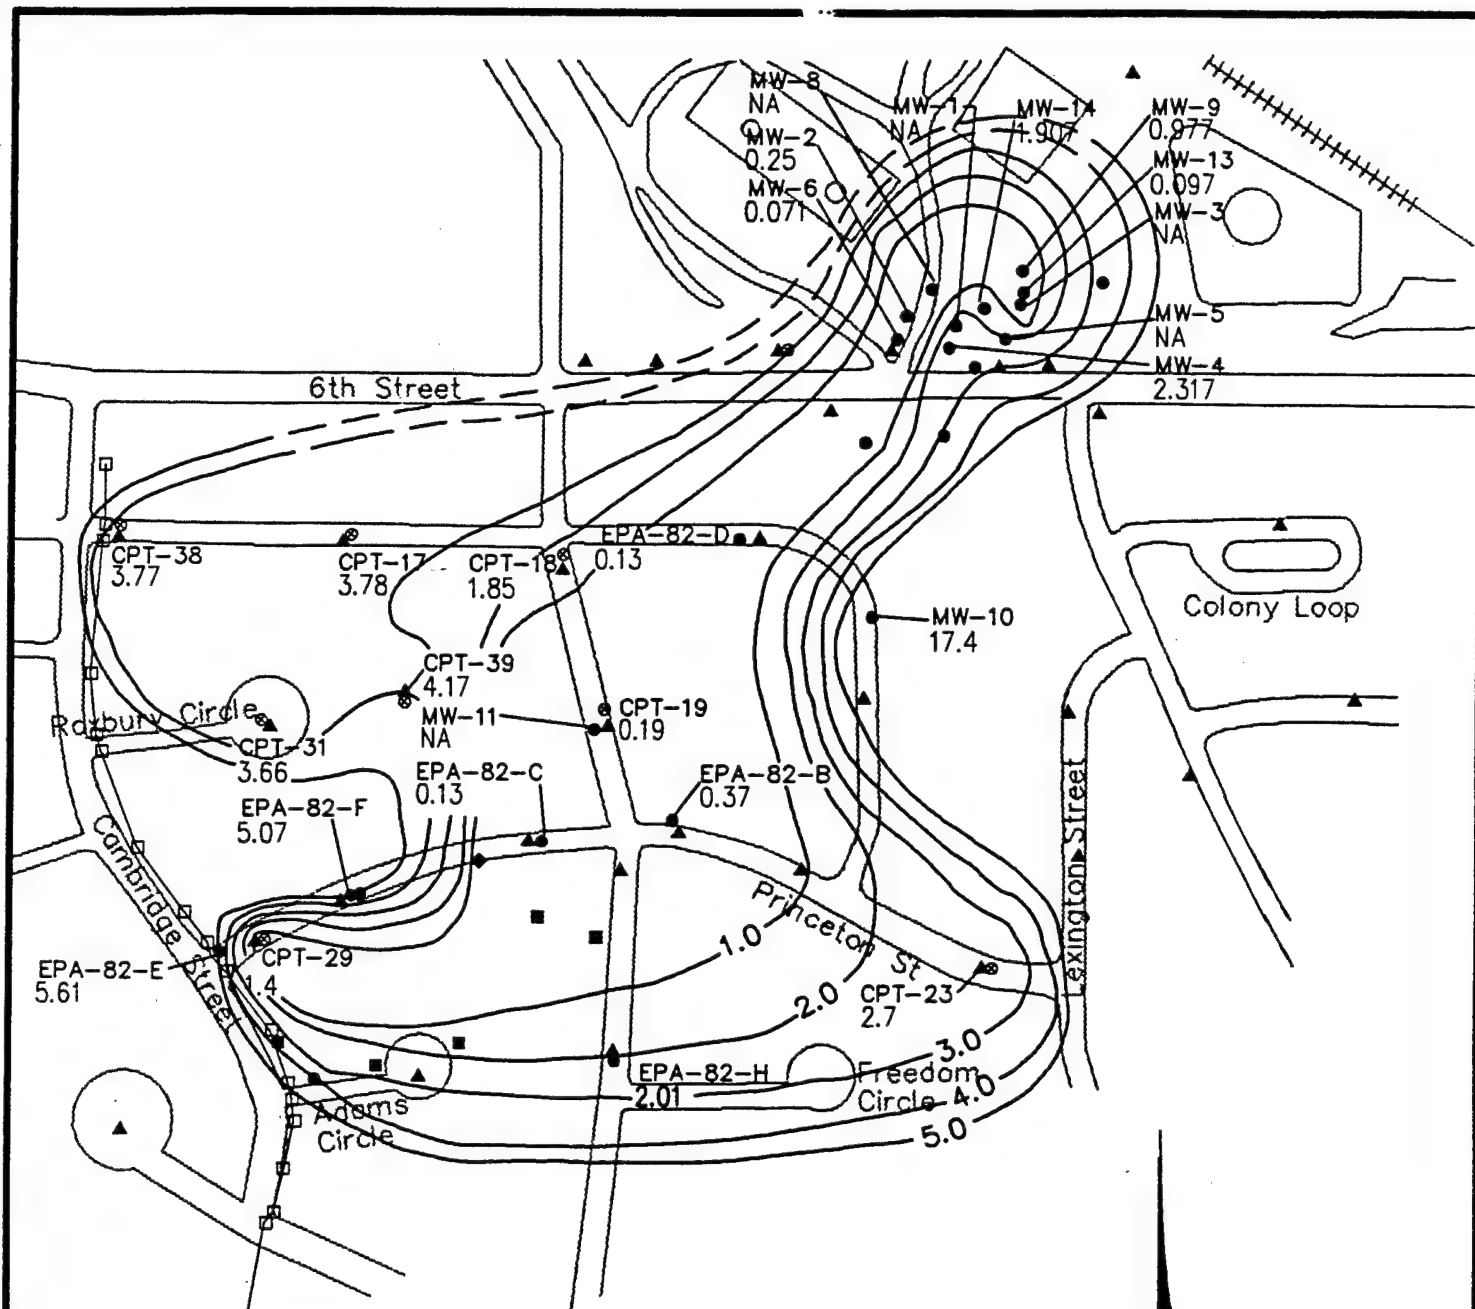 MW-8
NA
MW-1
NA
MW-14
1.907
MW-9
0.977
MW-2
0.25
MW-13
0.097
MW-6
0.071
MW-3
NA
MW-5
NA
MW-4
2.317
6th Street
CPT-38
3.77
CPT-17
3.78
CPT-18
1.85
EPA-82-D
0.13
MW-10
17.4
Colony Loop
CPT-39
4.17
MW-11
NA
CPT-19
0.19
Roxbury Circle
CPT-31
3.66
EPA-82-C
0.13
EPA-82-B
0.37
EPA-82-F
5.07
Lexington Street
Cambridge Street
Princeton St
EPA-82-E
5.61
CPT-29
1.4
1.0
2.0
CPT-23
2.7
3.0
4.0
5.0
EPA-82-H
2.01
Freedom
Circle
Adams
Circle